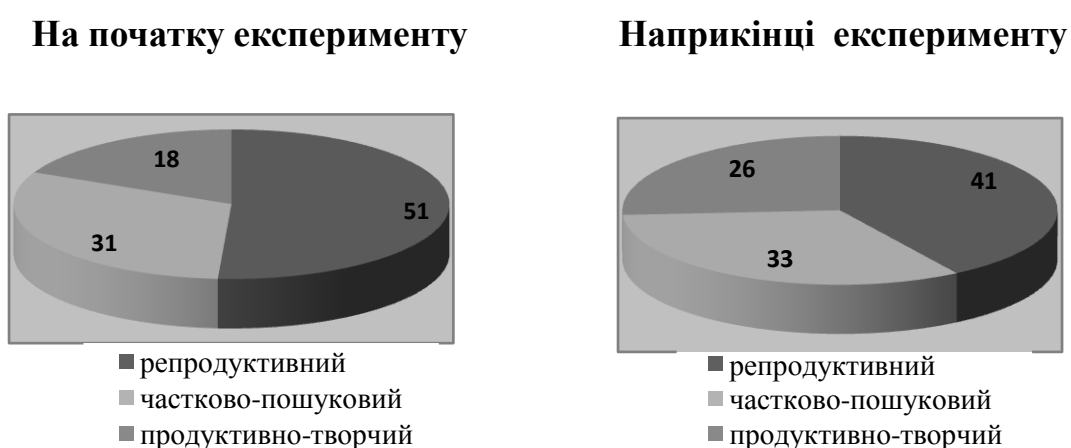 На початку експерименту
18
51
31
репродуктивний
частково-пошуковий
продуктивно-творчий
Наприкінці експерименту
26
41
33
репродуктивний
частково-пошуковий
продуктивно-творчий